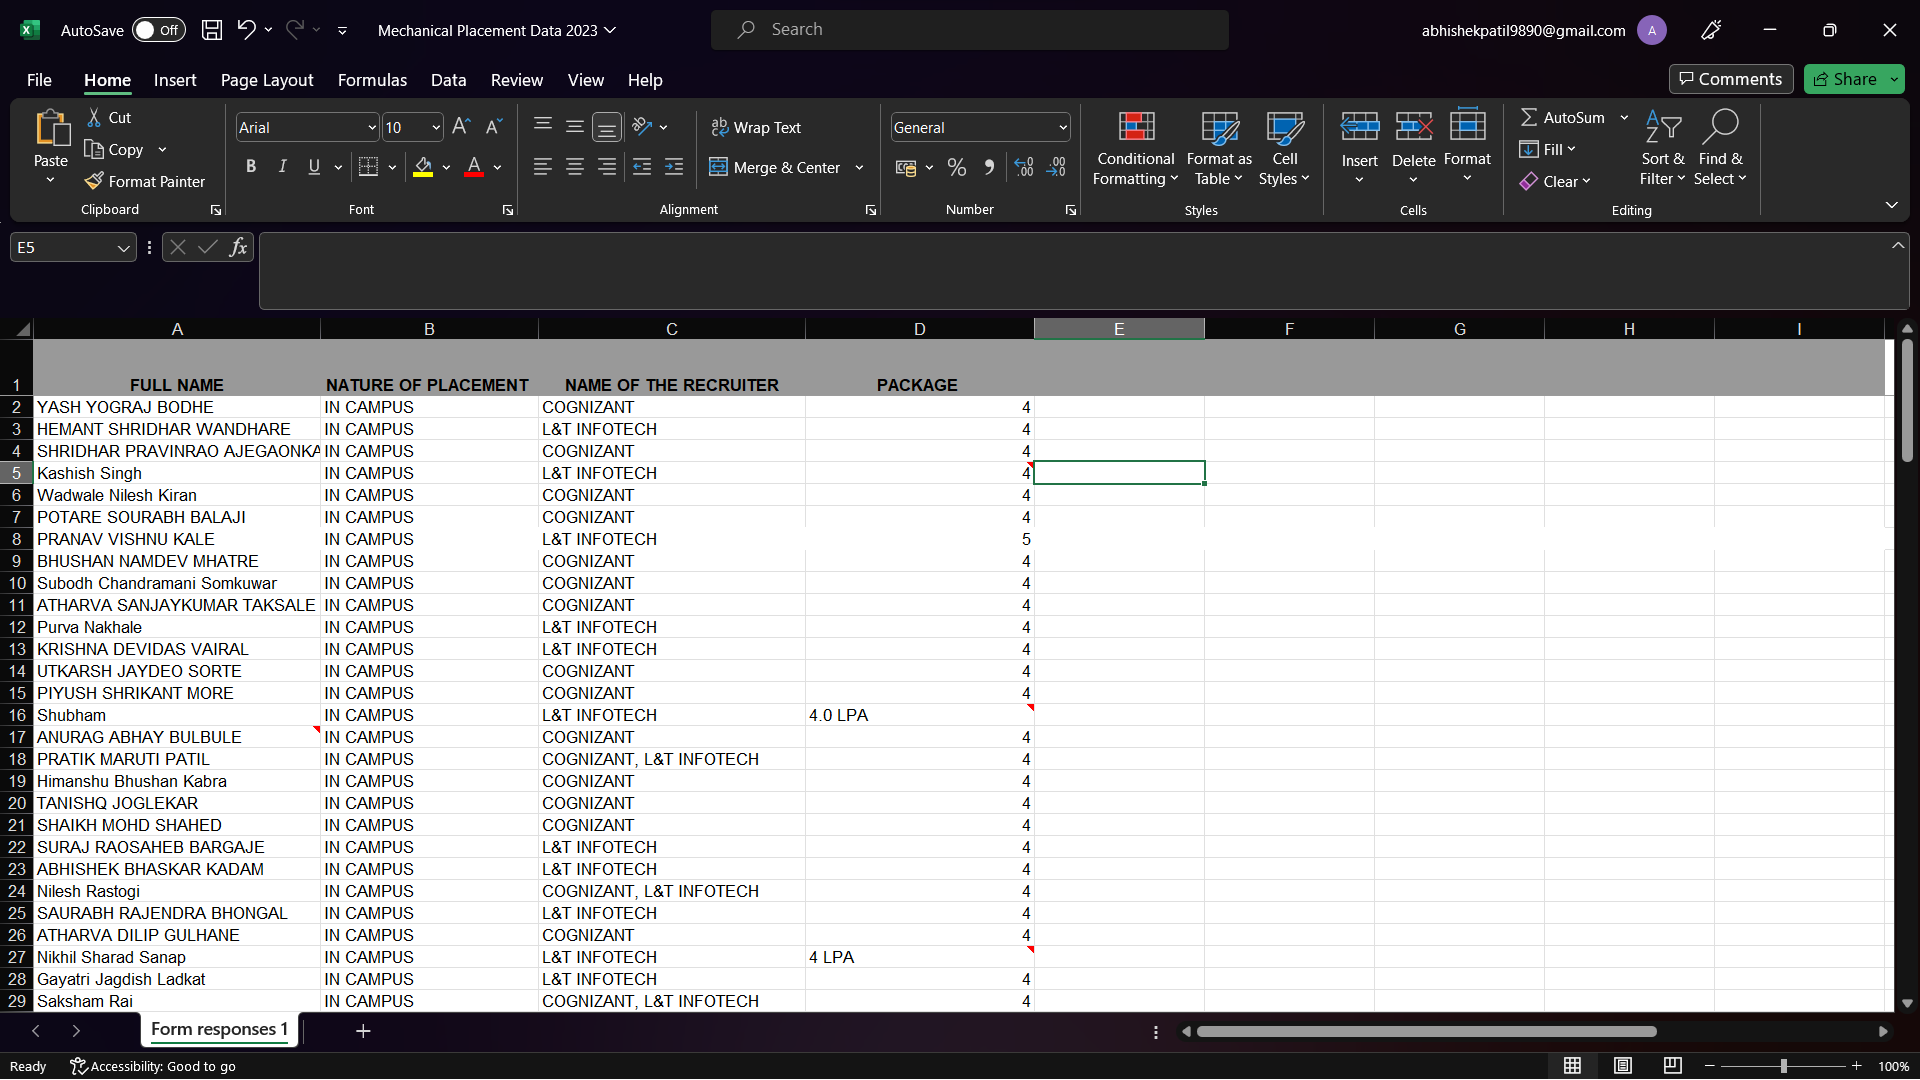 AutoSave Off Mechanical Placement Data 2023 Search abhishekpatil9890@gmail.com A
File Home Insert Page Layout Formulas Data Review View Help Comments Share
Paste Cut Copy Format Painter Clipboard
Arial 10 B I U A Font
Wrap Text Merge & Center Alignment
General % Number
Conditional Formatting Format as Table Cell Styles Styles
Insert Delete Format Cells
AutoSum Fill Clear Sort & Filter Find & Select Editing
E5 fx
A B C D E F G H I
1 FULL NAME NATURE OF PLACEMENT NAME OF THE RECRUITER PACKAGE
2 YASH YOGRAJ BODHE IN CAMPUS COGNIZANT 4
3 HEMANT SHRIDHAR WANDHARE IN CAMPUS L&T INFOTECH 4
4 SHRIDHAR PRAVINRAO AJEGAONKA IN CAMPUS COGNIZANT 4
5 Kashish Singh IN CAMPUS L&T INFOTECH 4
6 Wadwale Nilesh Kiran IN CAMPUS COGNIZANT 4
7 POTARE SOURABH BALAJI IN CAMPUS COGNIZANT 4
8 PRANAV VISHNU KALE IN CAMPUS L&T INFOTECH 5
9 BHUSHAN NAMDEV MHATRE IN CAMPUS COGNIZANT 4
10 Subodh Chandramani Somkuwar IN CAMPUS COGNIZANT 4
11 ATHARVA SANJAYKUMAR TAKSALE IN CAMPUS COGNIZANT 4
12 Purva Nakhale IN CAMPUS L&T INFOTECH 4
13 KRISHNA DEVIDAS VAIRAL IN CAMPUS L&T INFOTECH 4
14 UTKARSH JAYDEO SORTE IN CAMPUS COGNIZANT 4
15 PIYUSH SHRIKANT MORE IN CAMPUS COGNIZANT 4
16 Shubham IN CAMPUS L&T INFOTECH 4.0 LPA
17 ANURAG ABHAY BULBULE IN CAMPUS COGNIZANT 4
18 PRATIK MARUTI PATIL IN CAMPUS COGNIZANT, L&T INFOTECH 4
19 Himanshu Bhushan Kabra IN CAMPUS COGNIZANT 4
20 TANISHQ JOGLEKAR IN CAMPUS COGNIZANT 4
21 SHAIKH MOHD SHAHED IN CAMPUS COGNIZANT 4
22 SURAJ RAOSAHEB BARGAJE IN CAMPUS L&T INFOTECH 4
23 ABHISHEK BHASKAR KADAM IN CAMPUS L&T INFOTECH 4
24 Nilesh Rastogi IN CAMPUS COGNIZANT, L&T INFOTECH 4
25 SAURABH RAJENDRA BHONGAL IN CAMPUS L&T INFOTECH 4
26 ATHARVA DILIP GULHANE IN CAMPUS COGNIZANT 4
27 Nikhil Sharad Sanap IN CAMPUS L&T INFOTECH 4 LPA
28 Gayatri Jagdish Ladkat IN CAMPUS L&T INFOTECH 4
29 Saksham Rai IN CAMPUS COGNIZANT, L&T INFOTECH 4
Form responses 1
Ready Accessibility: Good to go 100%